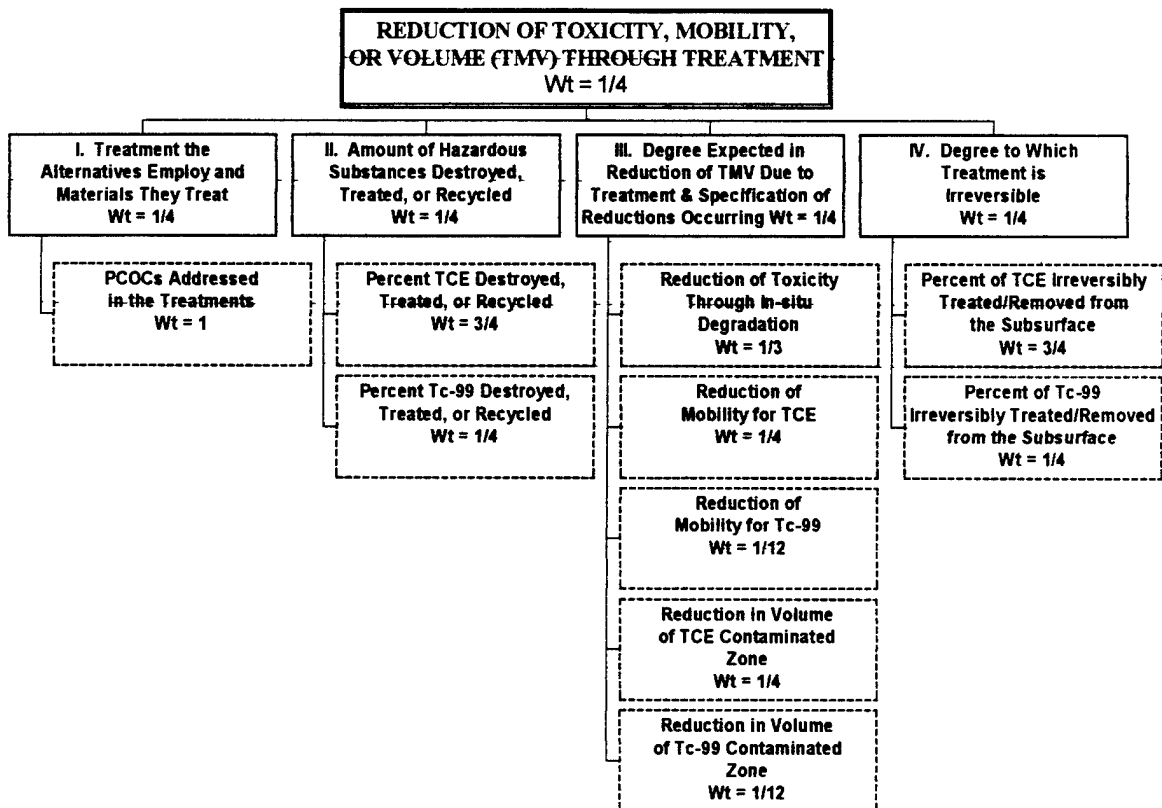 REDUCTION OF TOXICITY, MOBILITY,
OR VOLUME (TMV) THROUGH TREATMENT
Wt = 1/4
I. Treatment the
Alternatives Employ and
Materials They Treat
Wt = 1/4
II. Amount of Hazardous
Substances Destroyed,
Treated, or Recycled
Wt = 1/4
III. Degree Expected in
Reduction of TMV Due to
Treatment & Specification of
Reductions Occurring Wt = 1/4
IV. Degree to Which
Treatment is
Irreversible
Wt = 1/4
PCOCs Addressed
in the Treatments
Wt = 1
Percent TCE Destroyed,
Treated, or Recycled
Wt = 3/4
Percent Tc-99 Destroyed,
Treated, or Recycled
Wt = 1/4
Reduction of Toxicity
Through In-situ
Degradation
Wt = 1/3
Reduction of
Mobility for TCE
Wt = 1/4
Reduction of
Mobility for Tc-99
Wt = 1/12
Reduction in Volume
of TCE Contaminated
Zone
Wt = 1/4
Reduction in Volume
of Tc-99 Contaminated
Zone
Wt = 1/12
Percent of TCE Irreversibly
Treated/Removed from
the Subsurface
Wt = 3/4
Percent of Tc-99
Irreversibly Treated/Removed
from the Subsurface
Wt = 1/4